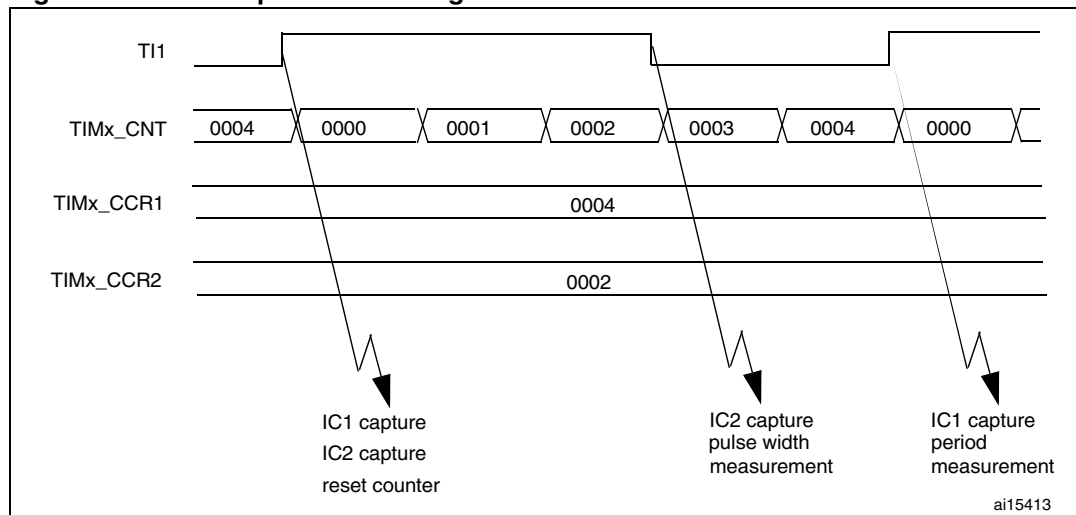 TI1
TIMx_CNT 0004 0000 0001 0002 0003 0004 0000
TIMx_CCR1 0004
TIMx_CCR2 0002
IC1 capture
IC2 capture
reset counter
IC2 capture
pulse width
measurement
IC1 capture
period
measurement
ai15413